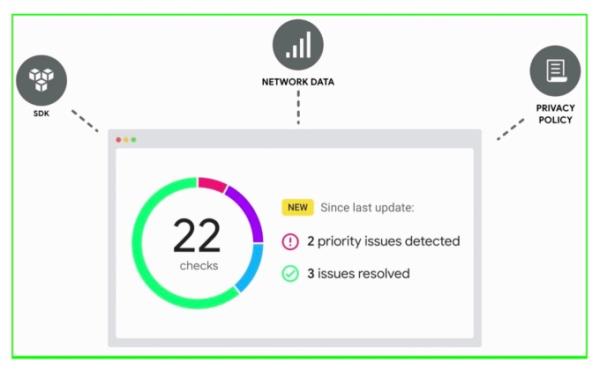 NETWORK DATA
SDK
PRIVACY
POLICY
22
checks
NEW Since last update:
2 priority issues detected
3 issues resolved